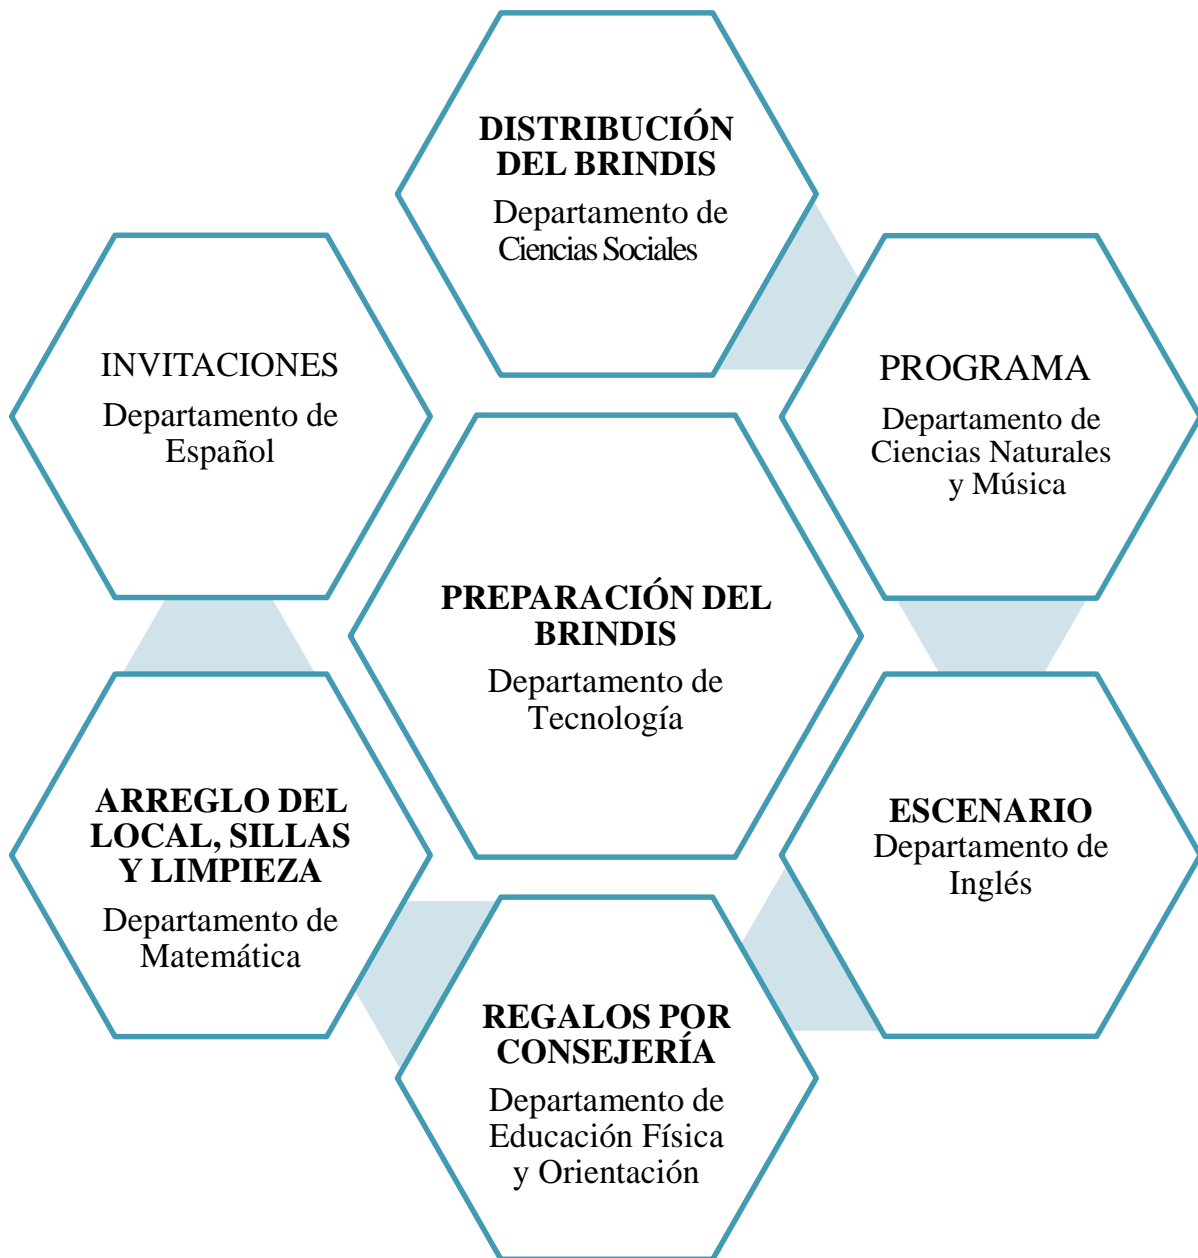 DISTRIBUCIÓN
DEL BRINDIS
Departamento de
Ciencias Sociales
INVITACIONES
Departamento de
Español
PROGRAMA
Departamento de
Ciencias Naturales
y Música
PREPARACIÓN DEL
BRINDIS
Departamento de
Tecnología
ARREGLO DEL
LOCAL, SILLAS
Y LIMPIEZA
Departamento de
Matemática
ESCENARIO
Departamento de
Inglés
REGALOS POR
CONSEJERÍA
Departamento de
Educación Física
y Orientación